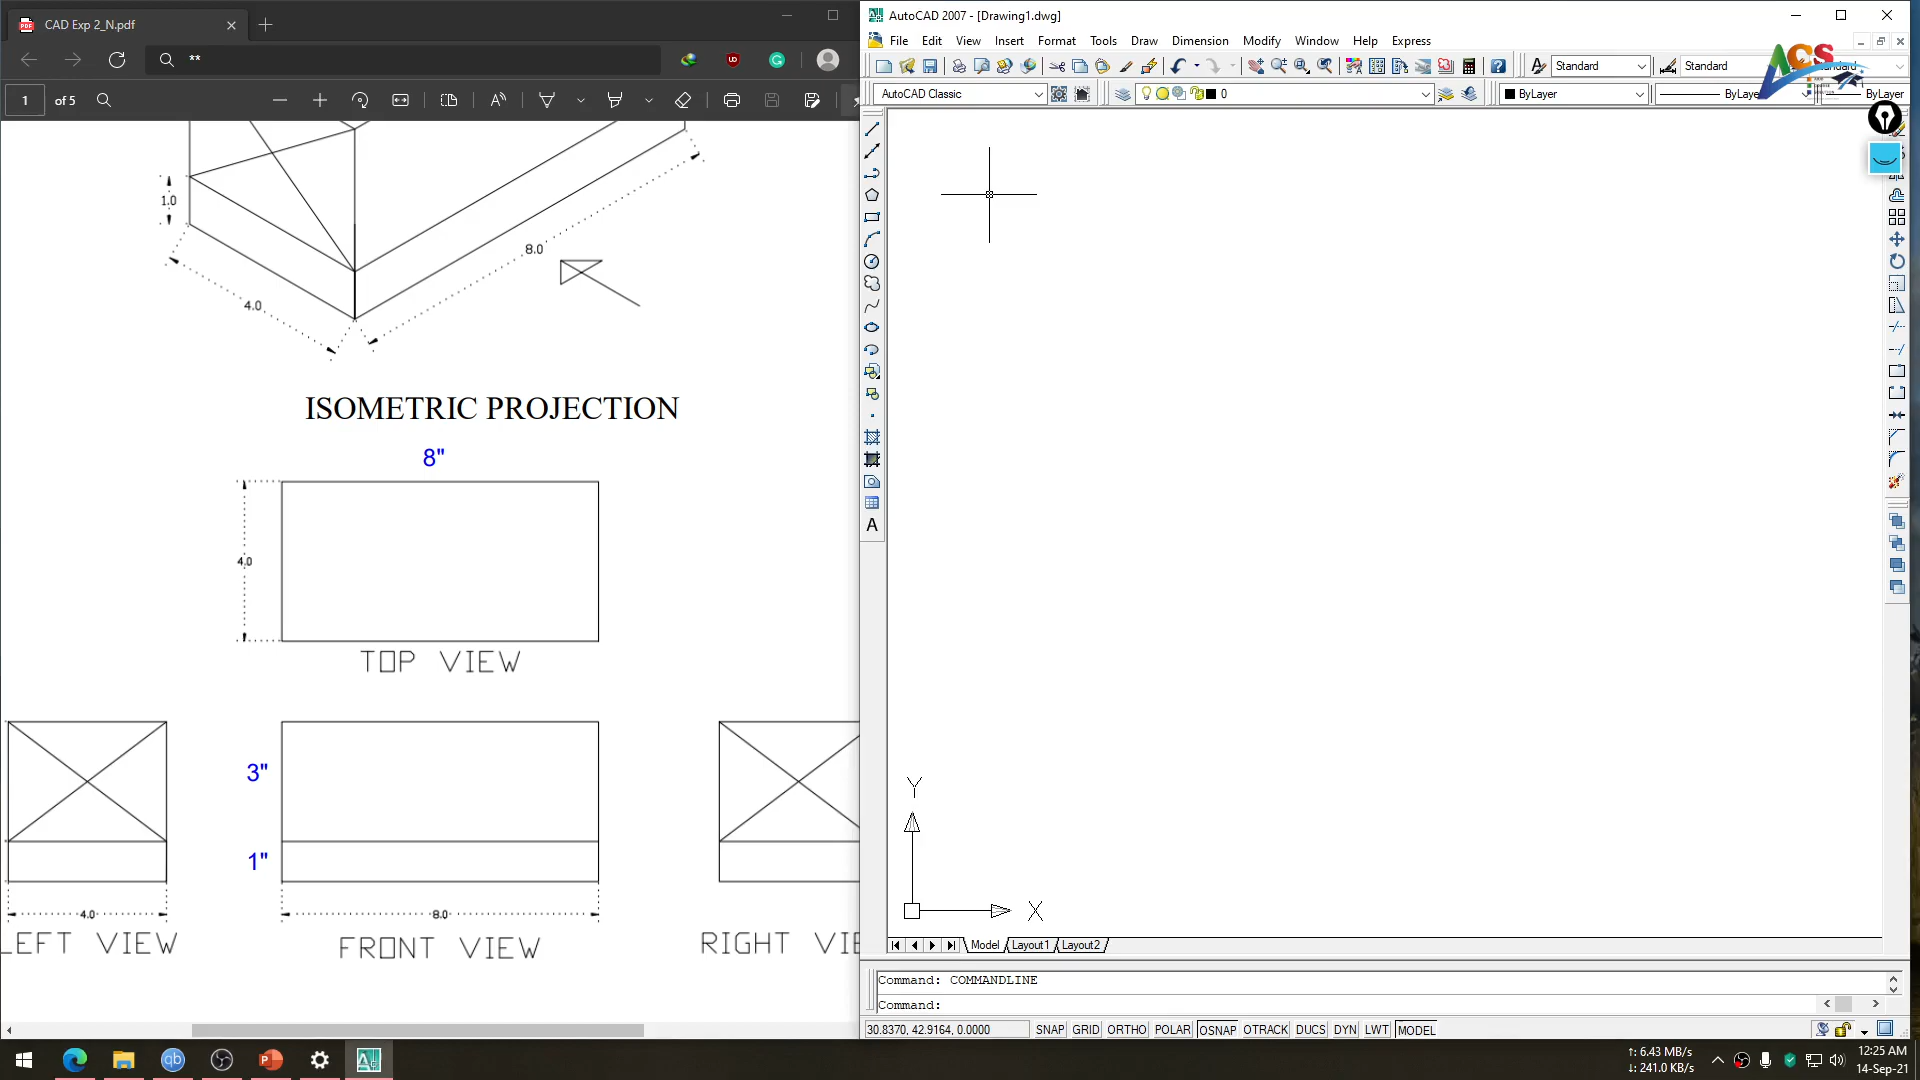 CAD Exp 2_N.pdf
**
1 of 5
1.0
8.0
4.0
ISOMETRIC PROJECTION
8"
4.0
TOP VIEW
3"
1"
4.0
8.0
LEFT VIEW
FRONT VIEW
RIGHT VIE
AutoCAD 2007 - [Drawing1.dwg]
File Edit View Insert Format Tools Draw Dimension Modify Window Help Express
Standard
Standard
AutoCAD Classic
0
ByLayer
ByLaye
ByLayer
ACS
A
Y
X
Model Layout1 Layout2
Command: COMMANDLINE
Command:
30.8370, 42.9164, 0.0000 SNAP GRID ORTHO POLAR OSNAP OTRACK DUCS DYN LWT MODEL
↑: 6.43 MB/s
↓: 241.0 KB/s
12:25 AM
14-Sep-21